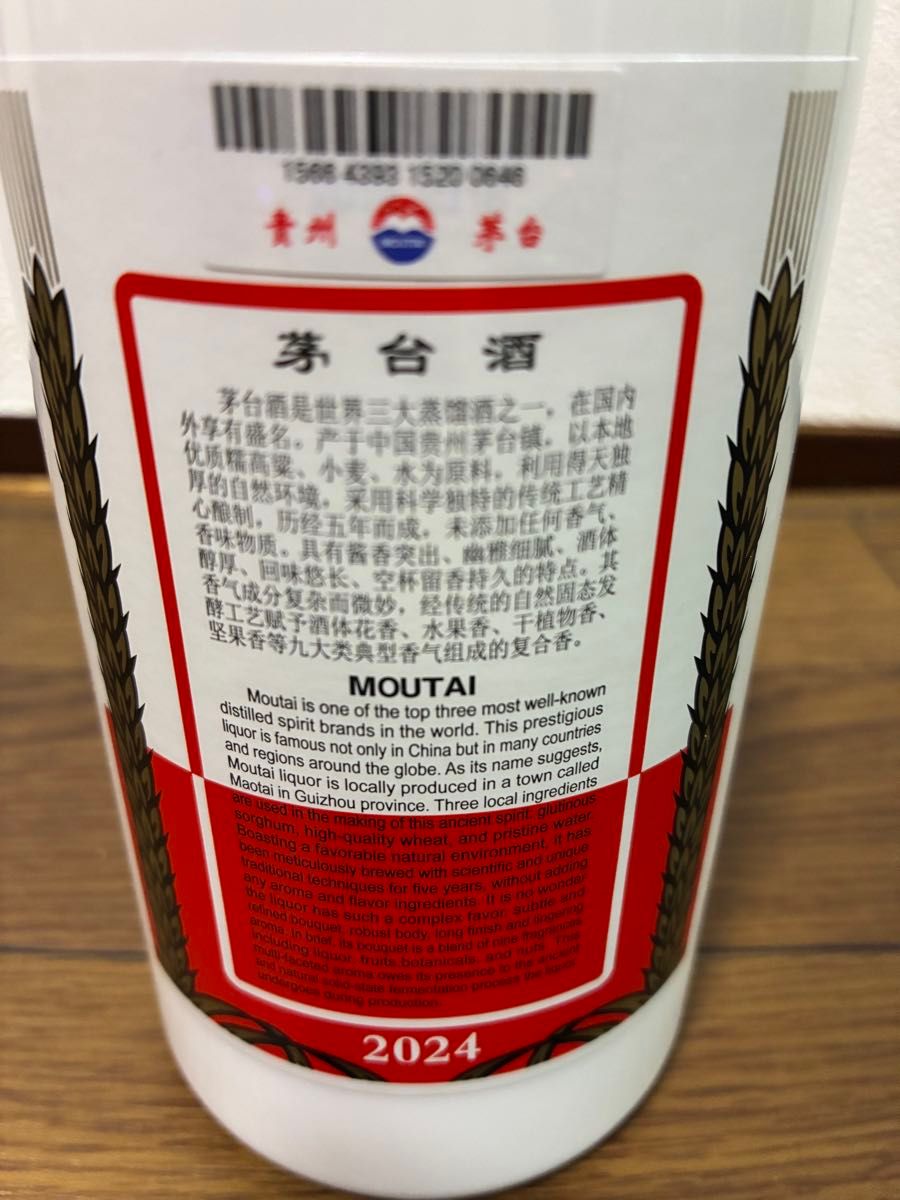 1566 4393 1520 0646
贵州 MOUTAI 茅台
茅台酒
茅台酒是世界三大蒸馏酒之一，在国内
外享有盛名。产于中国贵州茅台镇，以本地
优质糯高粱、小麦、水为原料，利用得天独
厚的自然环境，采用科学独特的传统工艺精
心酿制，历经五年而成，未添加任何香气、
香味物质。具有酱香突出、幽雅细腻、酒体
醇厚、回味悠长、空杯留香持久的特点。其
香气成分复杂而微妙，经传统的自然固态发
酵工艺赋予酒体花香、水果香、干植物香、
坚果香等九大类典型香气组成的复合香。
MOUTAI
Moutai is one of the top three most well-known
distilled spirit brands in the world. This prestigious
liquor is famous not only in China but in many countries
and regions around the globe. As its name suggests,
Moutai liquor is locally produced in a town called
Maotai in Guizhou province. Three local ingredients
are used in the making of this ancient spirit: glutinous
sorghum, high-quality wheat, and pristine water.
Boasting a favorable natural environment, it has
been meticulously brewed with scientific and unique
traditional techniques for five years, without adding
any aroma and flavor ingredients. It is no wonder
the liquor has such a complex favor: subtle and
refined bouquet, robust body, long finish and lingering
aroma. In brief, its bouquet is a blend of nine fragrances
including liquor, fruits, botanicals, and nuts. This
multi-faceted aroma owes its presence to the ancient
and natural solid-state fermentation process the liquor
undergoes during production.
2024